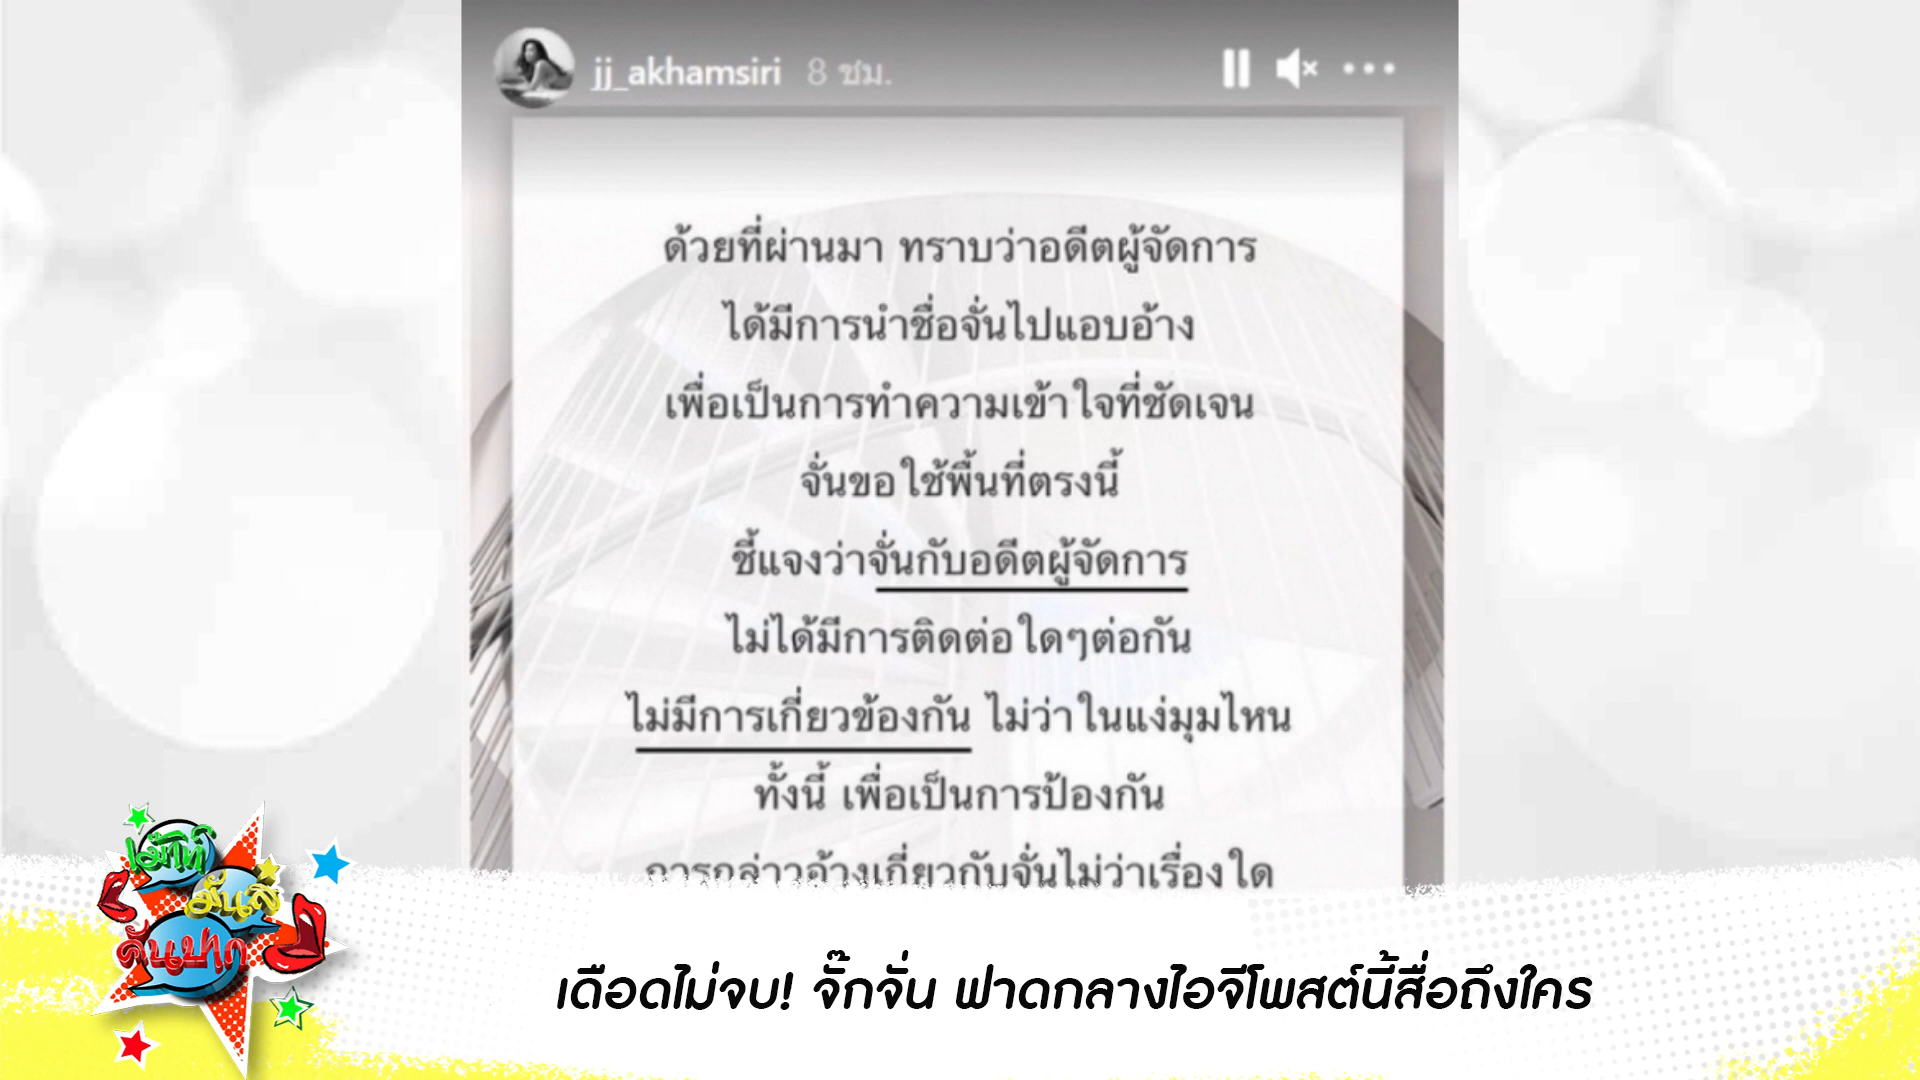 jj_akhamsiri 8 ชม.
ด้วยที่ผ่านมา ทราบว่าอดีตผู้จัดการ
ได้มีการนำชื่อจั่นไปแอบอ้าง
เพื่อเป็นการทำความเข้าใจที่ชัดเจน
จั่นขอใช้พื้นที่ตรงนี้
ชี้แจงว่าจั่นกับอดีตผู้จัดการ
ไม่ได้มีการติดต่อใดๆต่อกัน
ไม่มีการเกี่ยวข้องกัน ไม่ว่าในแง่มุมไหน
ทั้งนี้ เพื่อเป็นการป้องกัน
การกล่าวอ้างเกี่ยวกับจั่นไม่ว่าเรื่องใด
เม้าท์
มันส์
คันปาก
เดือดไม่จบ! จั๊กจั่น ฟาดกลางไอจีโพสต์นี้สื่อถึงใคร